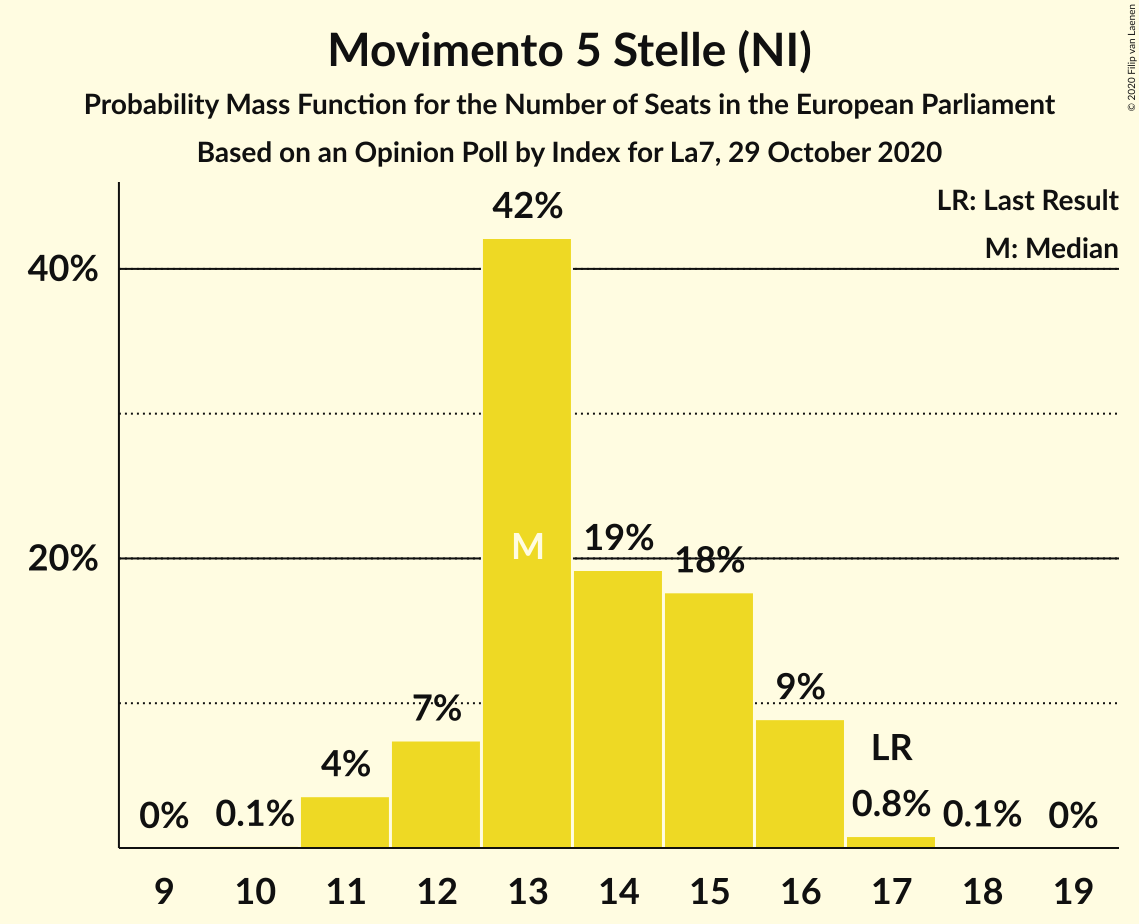 Movimento 5 Stelle (NI)
Probability Mass Function for the Number of Seats in the European Parliament
Based on an Opinion Poll by Index for La7, 29 October 2020
© 2020 Filip van Laenen
LR: Last Result
M: Median
40%
20%
0%
0.1%
4%
7%
42%
M
19%
18%
9%
LR
0.8%
0.1%
0%
9 10 11 12 13 14 15 16 17 18 19